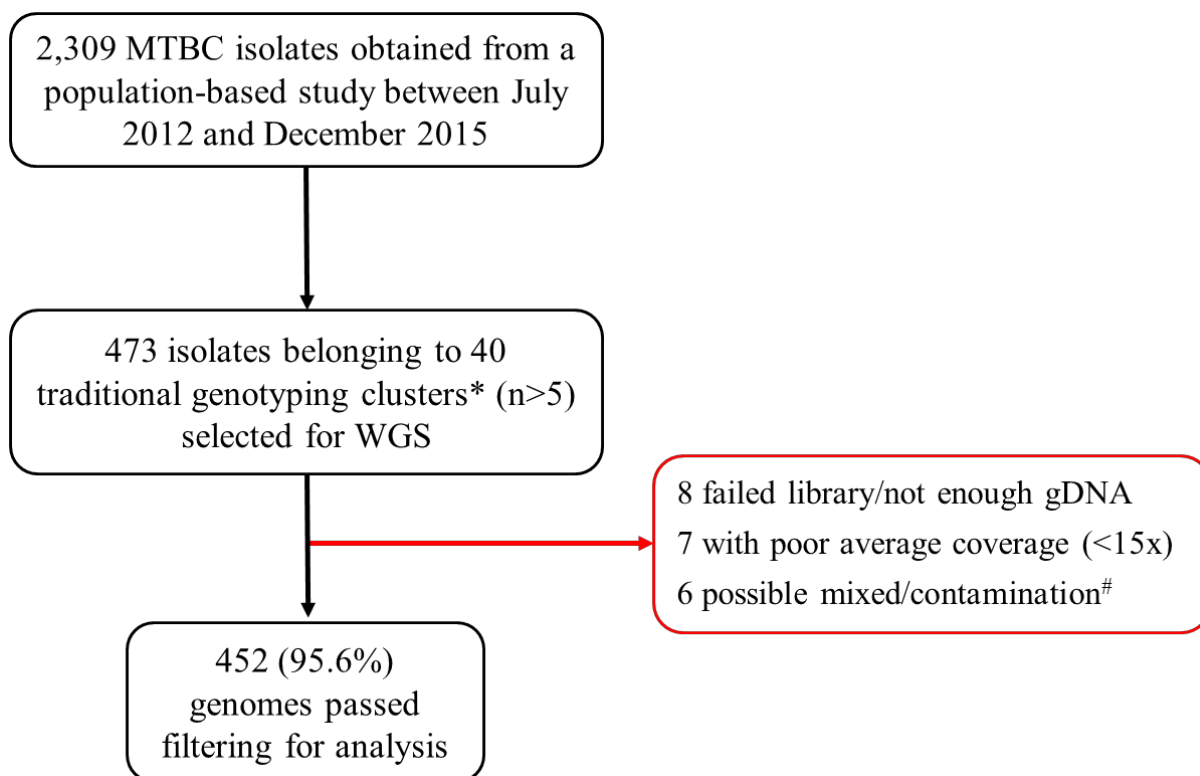 2,309 MTBC isolates obtained from a
population-based study between July
2012 and December 2015
473 isolates belonging to 40
traditional genotyping clusters* (n>5)
selected for WGS
8 failed library/not enough gDNA
7 with poor average coverage (<15x)
6 possible mixed/contamination#
452 (95.6%)
genomes passed
filtering for analysis